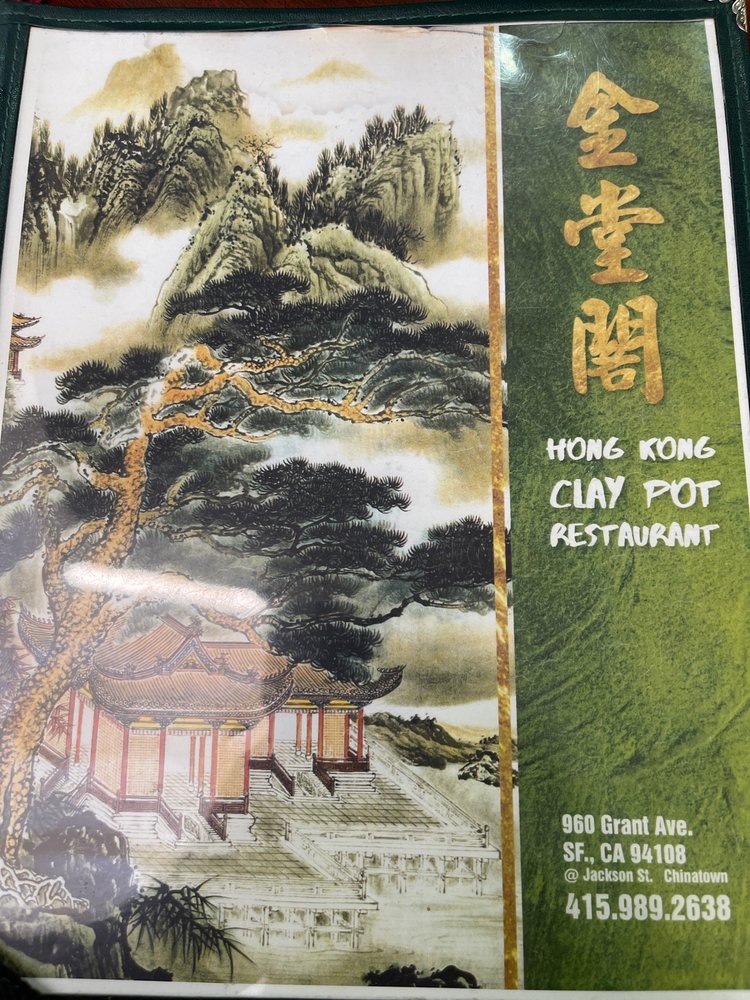 金堂閣
HONG KONG
CLAY POT
RESTAURANT
960 Grant Ave.
SF., CA 94108
@ Jackson St. Chinatown
415.989.2638